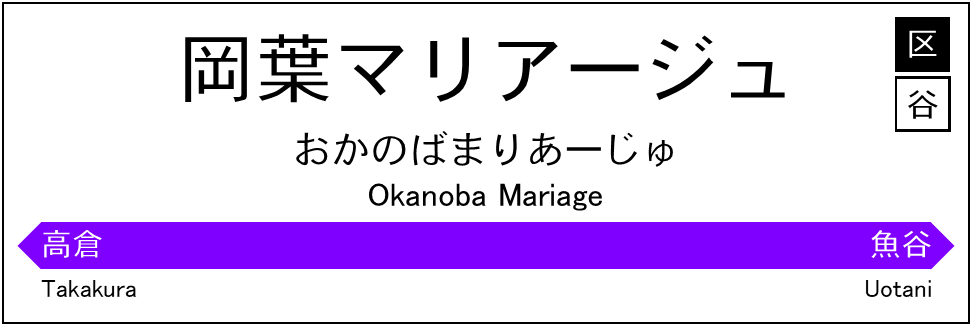 岡葉マリアージュ
区
谷
おかのばまりあーじゅ
Okanoba Mariage
高倉 魚谷
Takakura Uotani